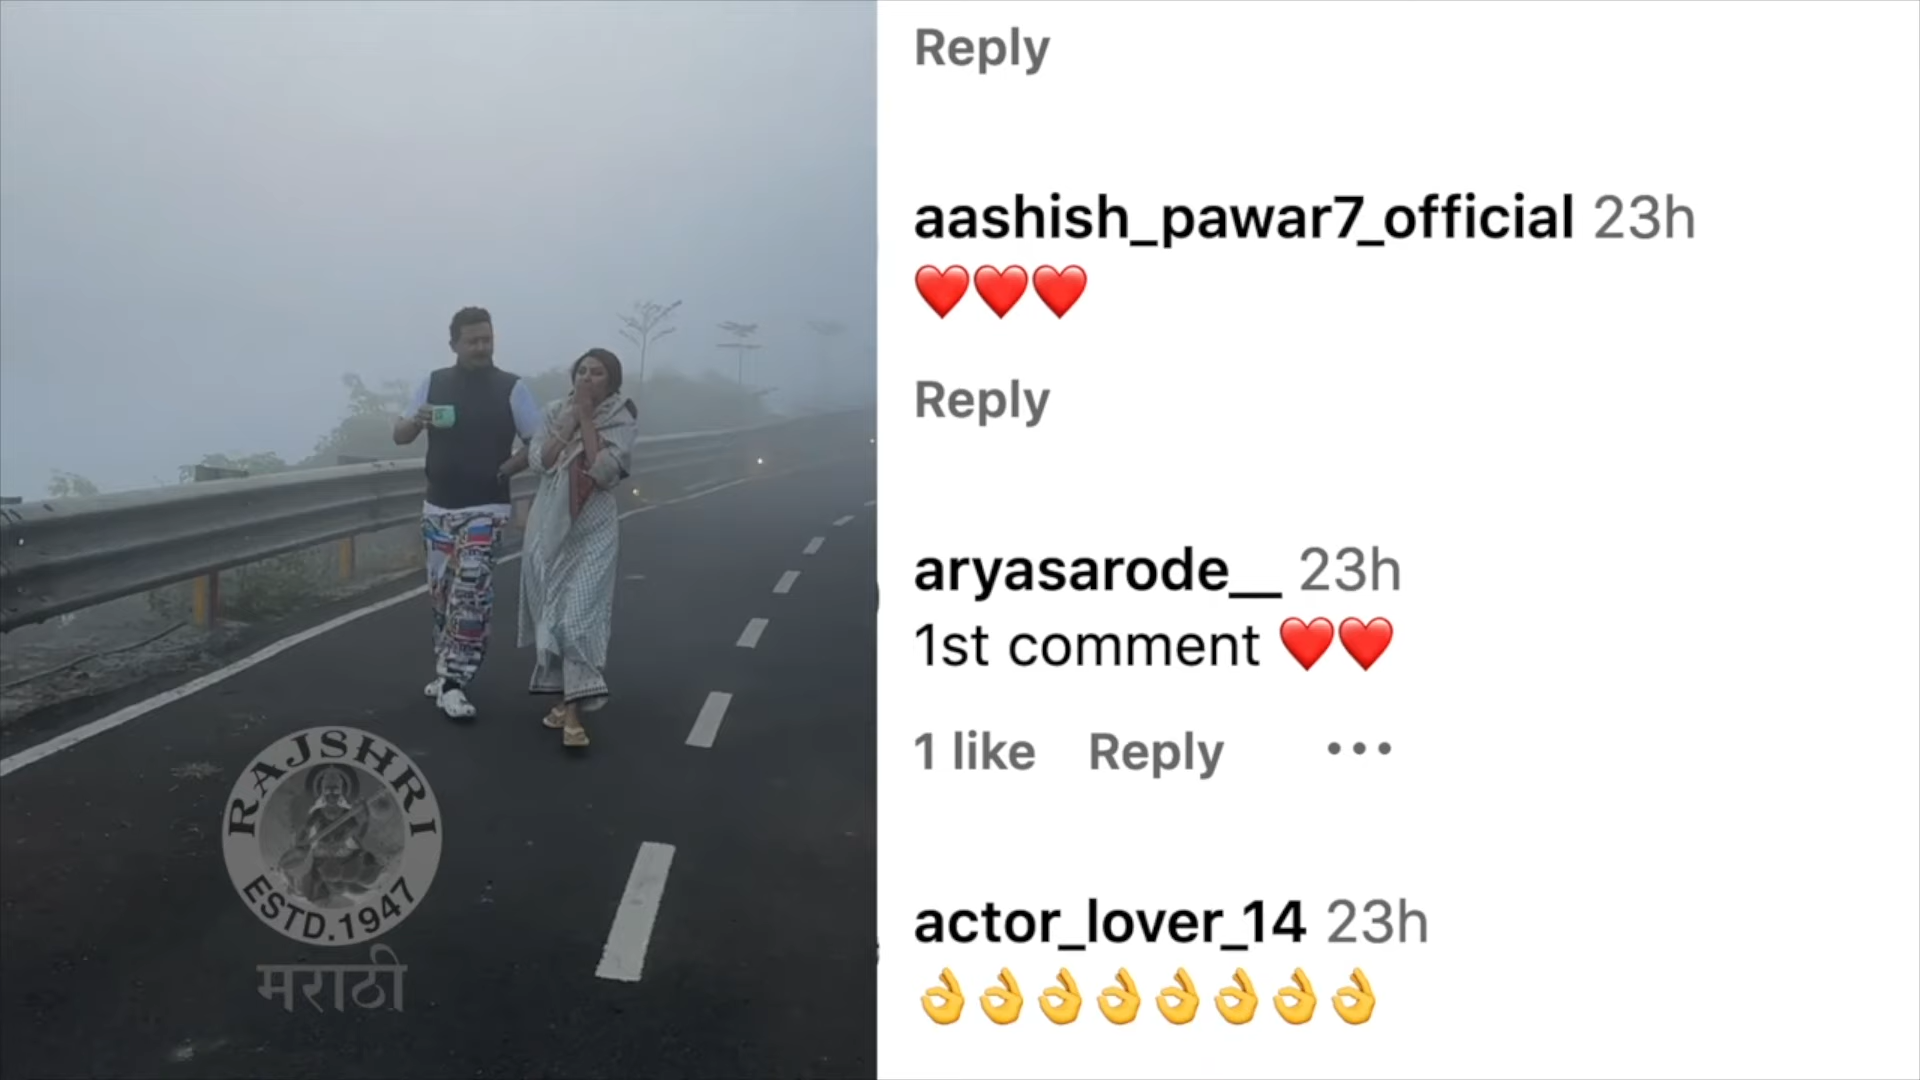 Reply
aashish_pawar7_official 23h
❤️❤️❤️
Reply
aryasarode__ 23h
1st comment ❤️❤️
1 like Reply ...
actor_lover_14 23h
👌👌👌👌👌👌👌👌
RAJSHRI
ESTD.1947
मराठी